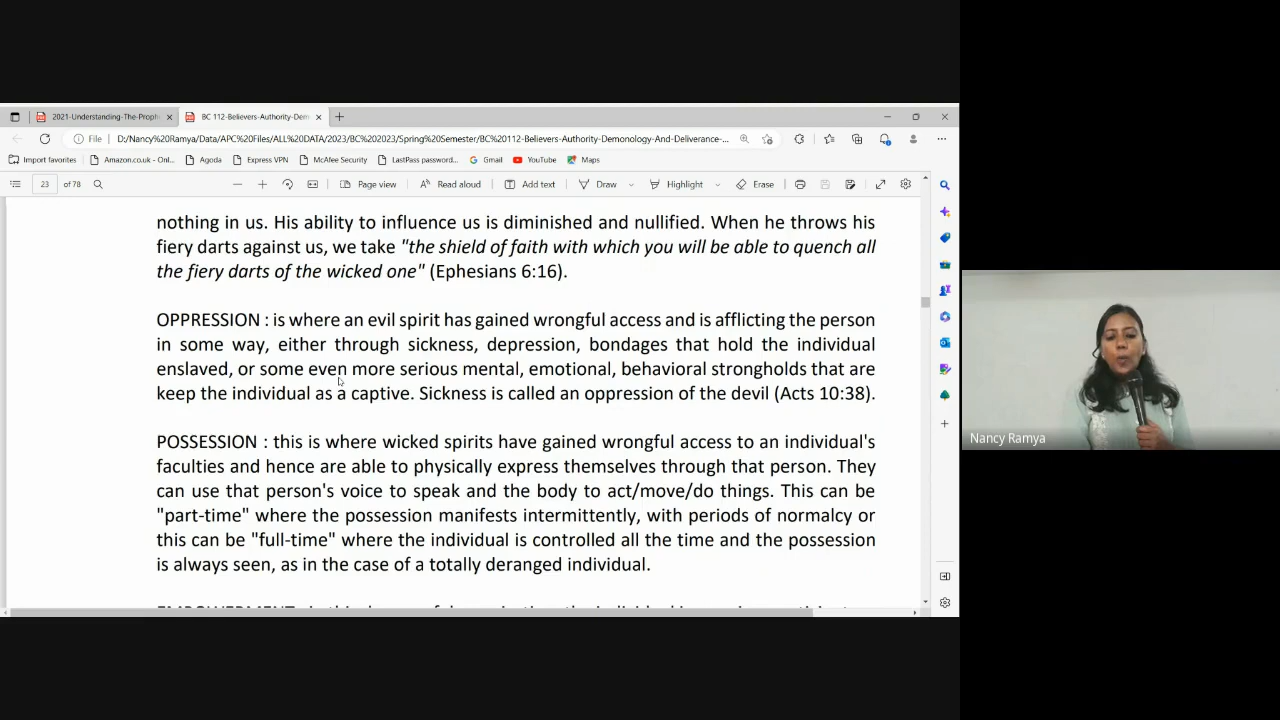 2021-Understanding-The-Proph
BC 112-Believers-Authority-Dem
File
D:/Nancy%20Ramya/Data/APC%20Files/ALL%20DATA/2023/BC%202023/Spring%20Semester/BC%20112-Believers-Authority-Demonology-And-Deliverance-...
Import favorites
Amazon.co.uk - Onl...
Agoda
Express VPN
McAfee Security
LastPass password...
Gmail
YouTube
Maps
23 of 78
Page view
Read aloud
Add text
Draw
Highlight
Erase
nothing in us. His ability to influence us is diminished and nullified. When he throws his
fiery darts against us, we take "the shield of faith with which you will be able to quench all
the fiery darts of the wicked one" (Ephesians 6:16).
OPPRESSION : is where an evil spirit has gained wrongful access and is afflicting the person
in some way, either through sickness, depression, bondages that hold the individual
enslaved, or some even more serious mental, emotional, behavioral strongholds that are
keep the individual as a captive. Sickness is called an oppression of the devil (Acts 10:38).
POSSESSION : this is where wicked spirits have gained wrongful access to an individual's
faculties and hence are able to physically express themselves through that person. They
can use that person's voice to speak and the body to act/move/do things. This can be
"part-time" where the possession manifests intermittently, with periods of normalcy or
this can be "full-time" where the individual is controlled all the time and the possession
is always seen, as in the case of a totally deranged individual.
Nancy Ramya